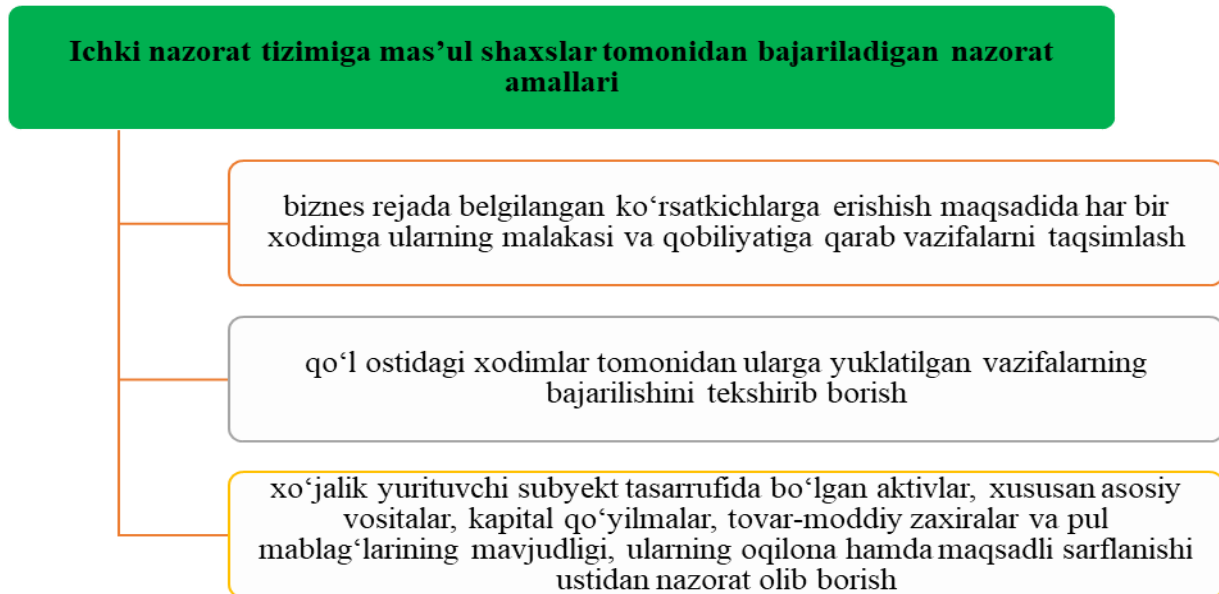 Ichki nazorat tizimiga mas’ul shaxslar tomonidan bajariladigan nazorat
amallari
biznes rejada belgilangan ko‘rsatkichlarga erishish maqsadida har bir
xodimga ularning malakasi va qobiliyatiga qarab vazifalarni taqsimlash
qo‘l ostidagi xodimlar tomonidan ularga yuklatilgan vazifalarning
bajarilishini tekshirib borish
xo‘jalik yurituvchi subyekt tasarrufida bo‘lgan aktivlar, xususan asosiy
vositalar, kapital qo‘yilmalar, tovar-moddiy zaxiralar va pul
mablag‘larining mavjudligi, ularning oqilona hamda maqsadli sarflanishi
ustidan nazorat olib borish